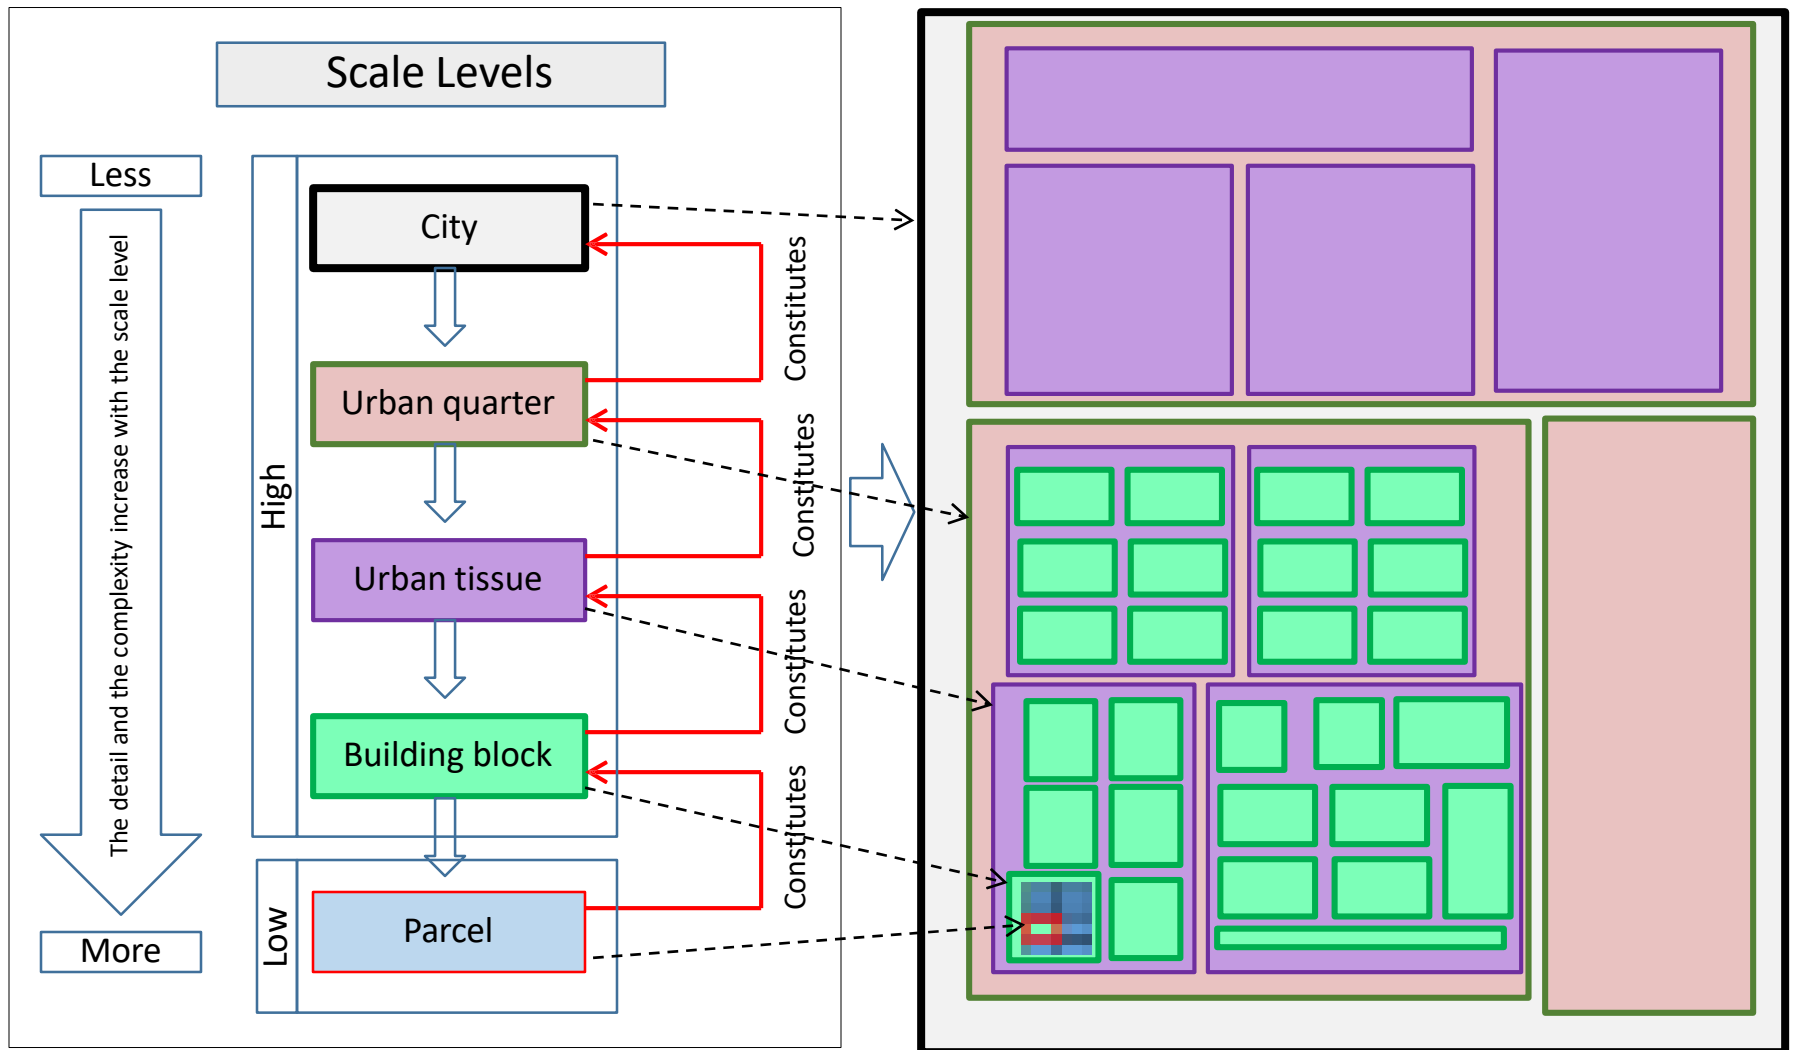 Scale Levels
Less
The detail and the complexity increase with the scale level
More
High
City
Urban quarter
Urban tissue
Building block
Low
Parcel
Constitutes
Constitutes
Constitutes
Constitutes